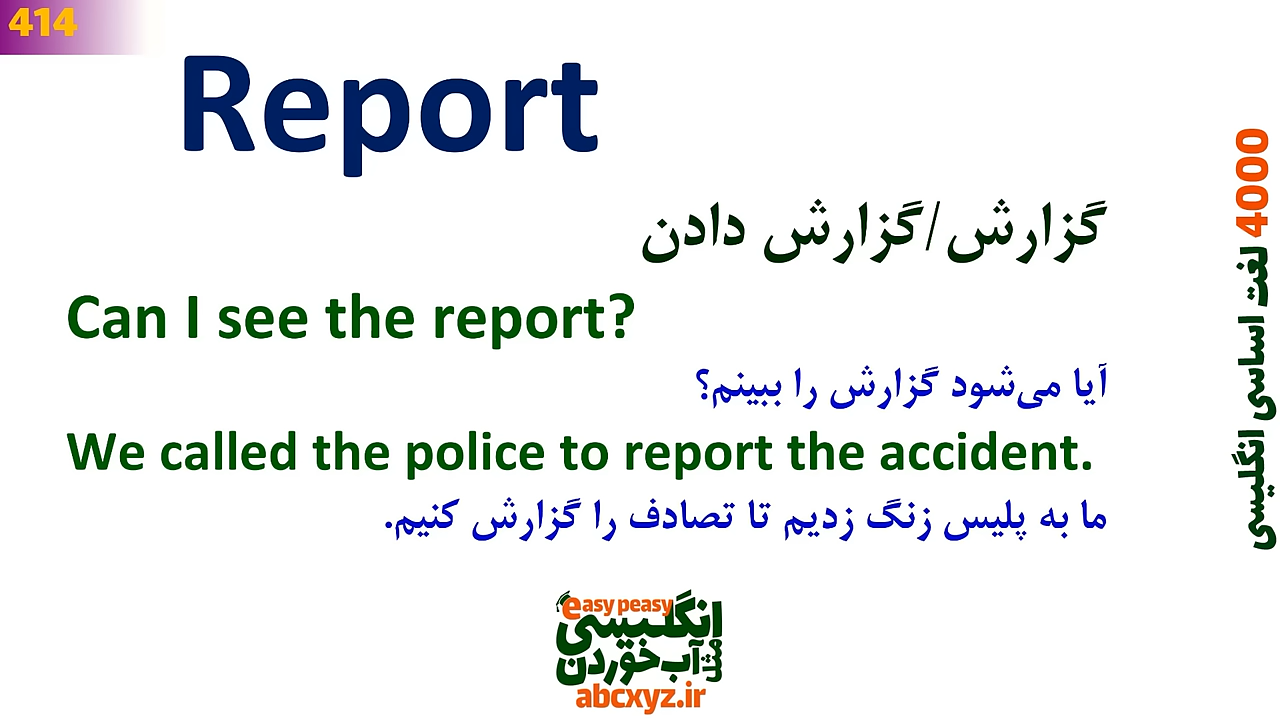 414
Report
گزارش/گزارش دادن
Can I see the report?
آیا می‌شود گزارش را ببینم؟
We called the police to report the accident.
ما به پلیس زنگ زدیم تا تصادف را گزارش کنیم.
4000 لغت اساسی انگلیسی
easy peasy
انگلیسی
مثل آب خوردن
abcxyz.ir